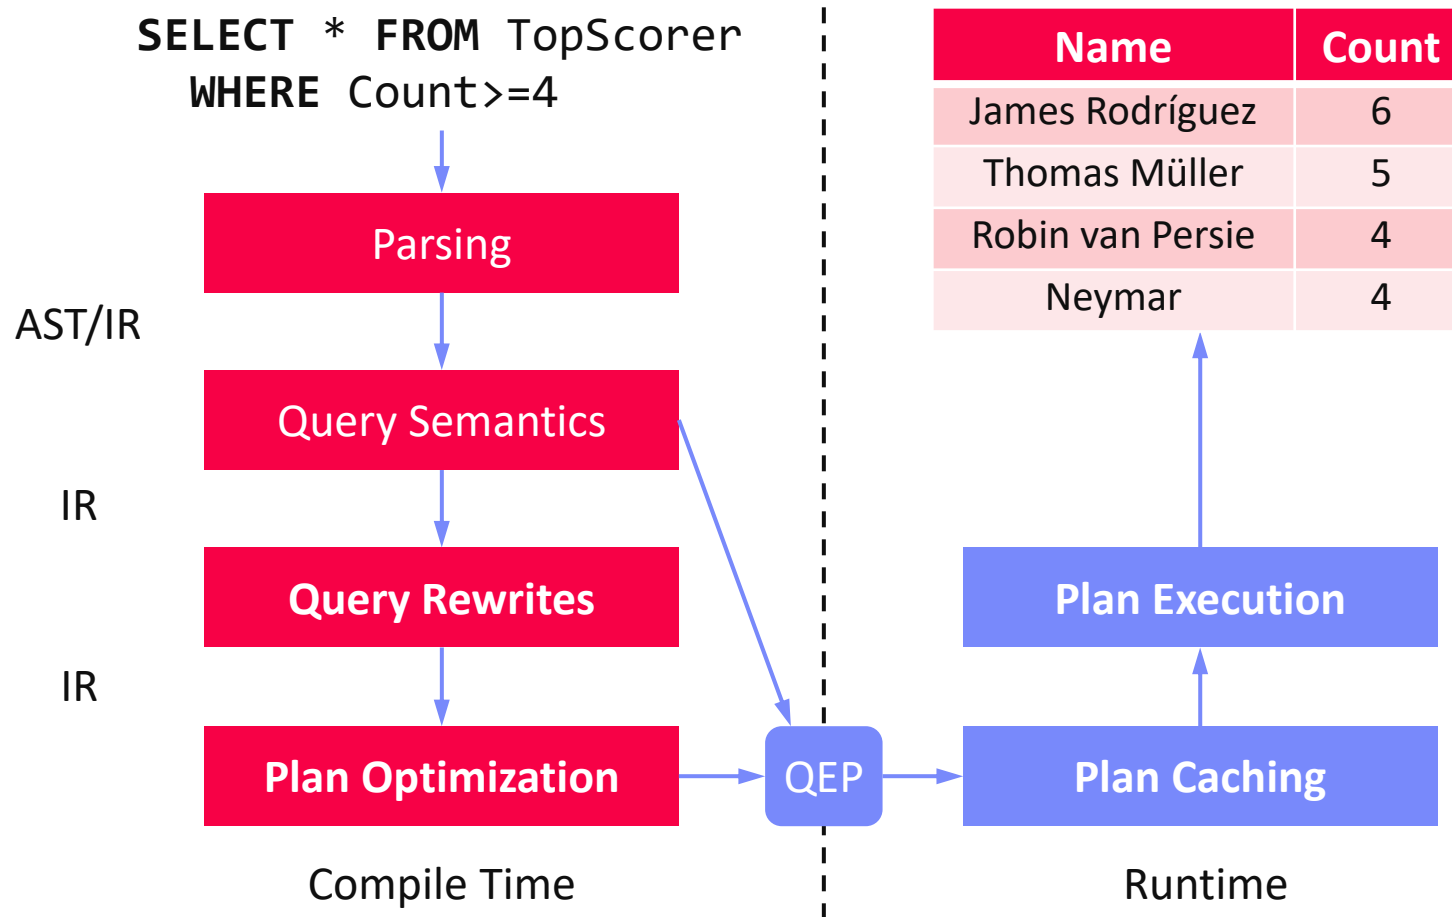 SELECT * FROM TopScorer
WHERE Count>=4
Parsing
AST/IR
Query Semantics
IR
Query Rewrites
IR
Plan Optimization
QEP
Compile Time
Name Count
James Rodríguez 6
Thomas Müller 5
Robin van Persie 4
Neymar 4
Plan Execution
Plan Caching
Runtime